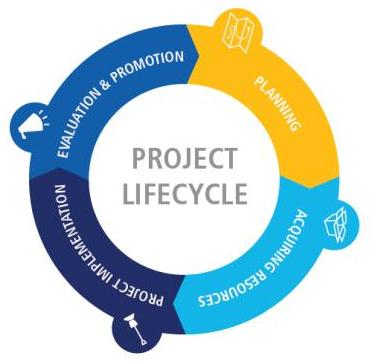 PROJECT
LIFECYCLE
PLANNING
ACQUIRING RESOURCES
PROJECT IMPLEMENTATION
EVALUATION & PROMOTION